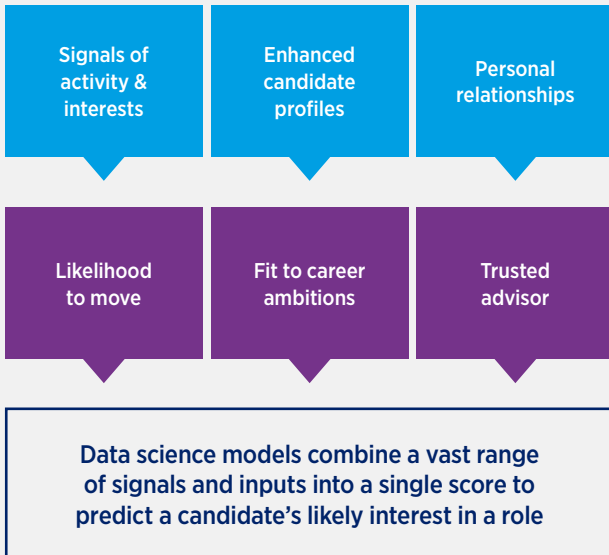 Signals of
activity &
interests
Enhanced
candidate
profiles
Personal
relationships
Likelihood
to move
Fit to career
ambitions
Trusted
advisor
Data science models combine a vast range
of signals and inputs into a single score to
predict a candidate’s likely interest in a role